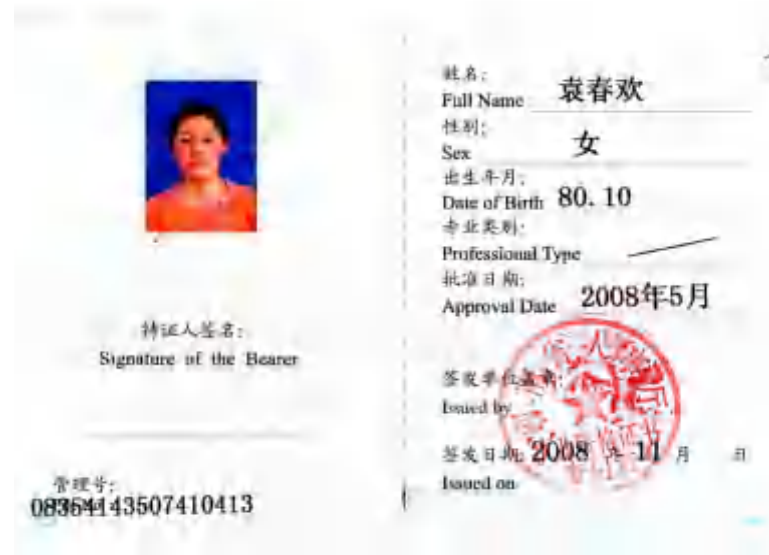 持证人签名:
Signature of the Bearer
管理号:
08354143507410413
姓名:
Full Name 袁春欢
性别:
Sex 女
出生年月:
Date of Birth 80.10
专业类别:
Professional Type
批准日期:
Approval Date 2008年5月
签发单位盖章:
Issued by
签发日期: 2008 年 11 月 日
Issued on